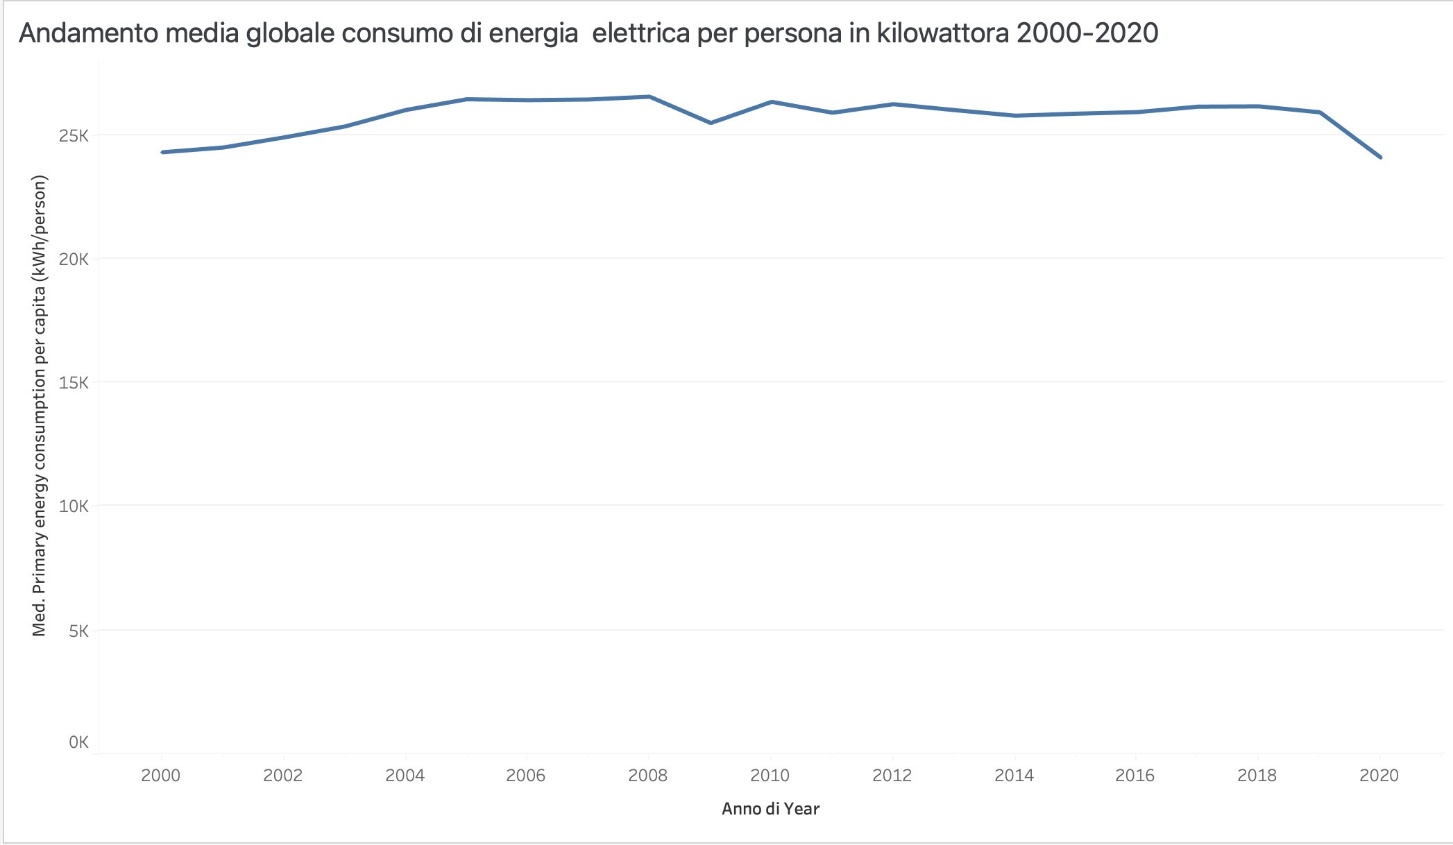 Andamento media globale consumo di energia  elettrica per persona in kilowattora 2000-2020
Med. Primary energy consumption per capita (kWh/person)
25K
20K
15K
10K
5K
0K
2000 2002 2004 2006 2008 2010 2012 2014 2016 2018 2020
Anno di Year